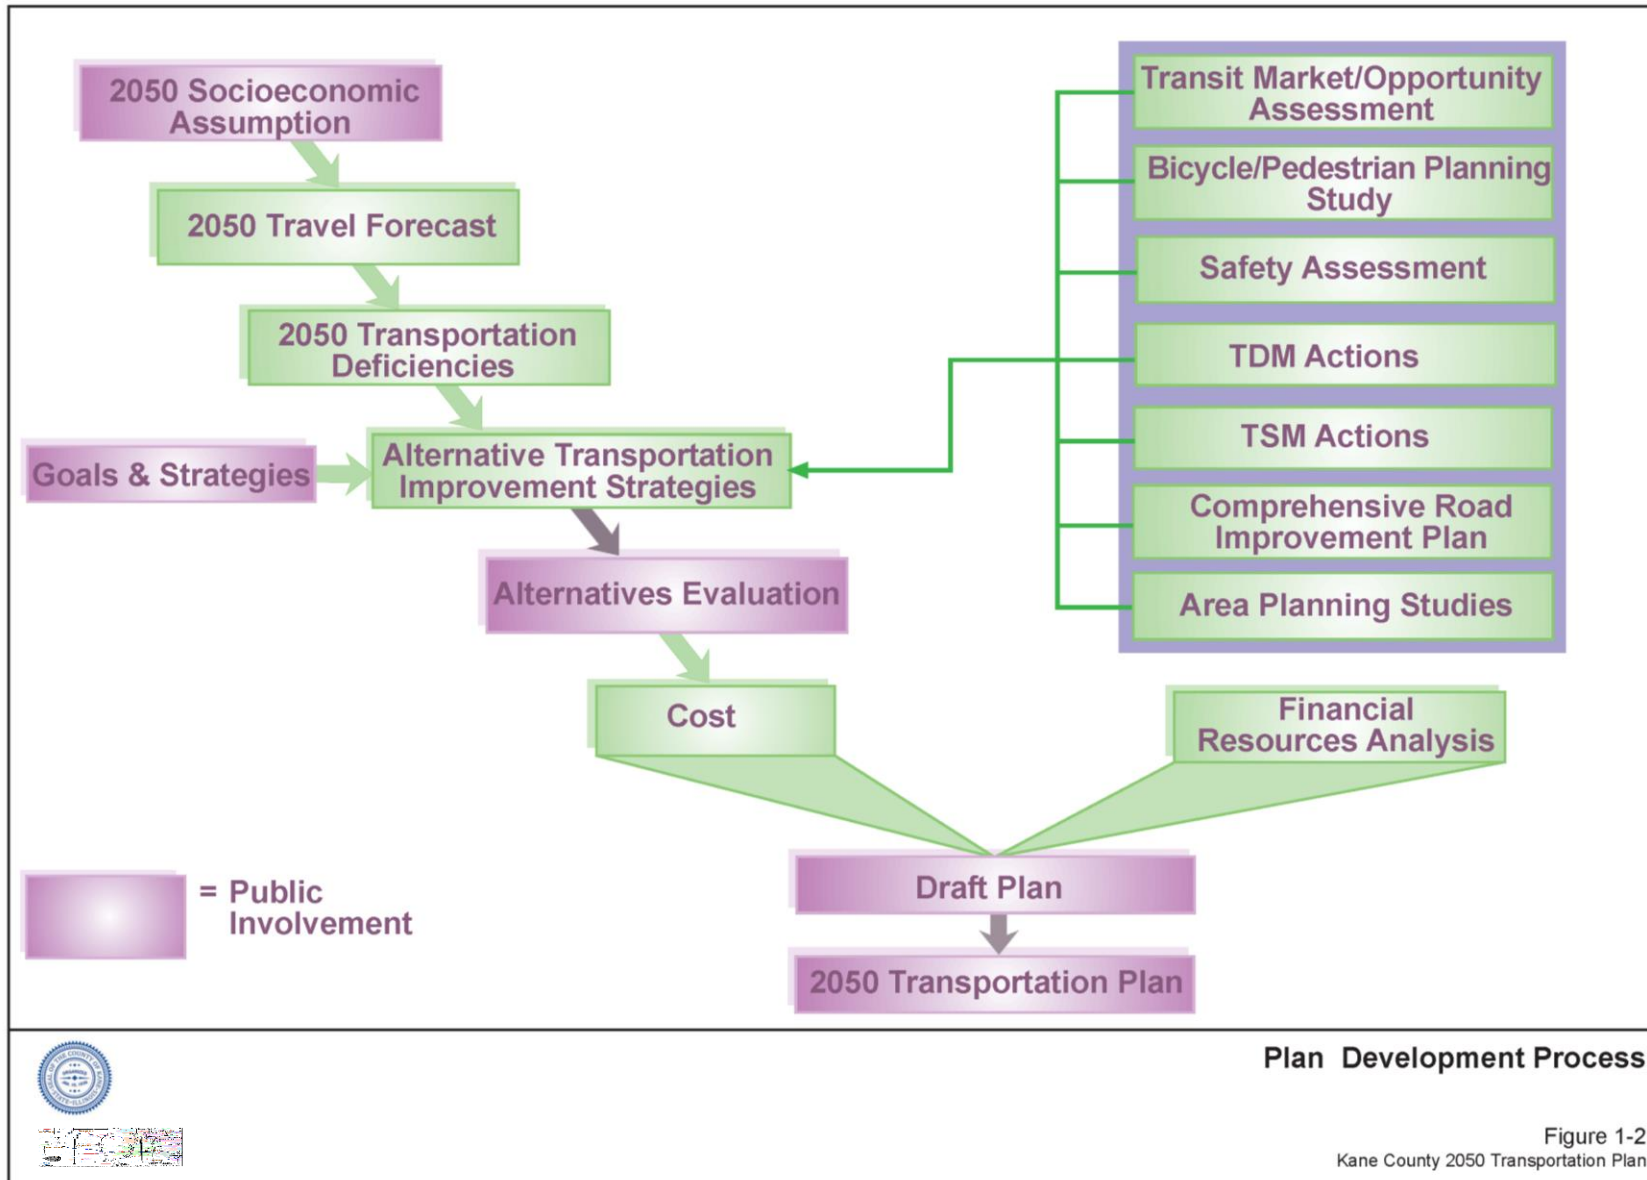 2050 Socioeconomic
Assumption
2050 Travel Forecast
2050 Transportation
Deficiencies
Goals & Strategies
Alternative Transportation
Improvement Strategies
Alternatives Evaluation
Cost
Transit Market/Opportunity
Assessment
Bicycle/Pedestrian Planning
Study
Safety Assessment
TDM Actions
TSM Actions
Comprehensive Road
Improvement Plan
Area Planning Studies
Financial
Resources Analysis
Draft Plan
2050 Transportation Plan
= Public
Involvement
Plan Development Process
Figure 1-2
Kane County 2050 Transportation Plan